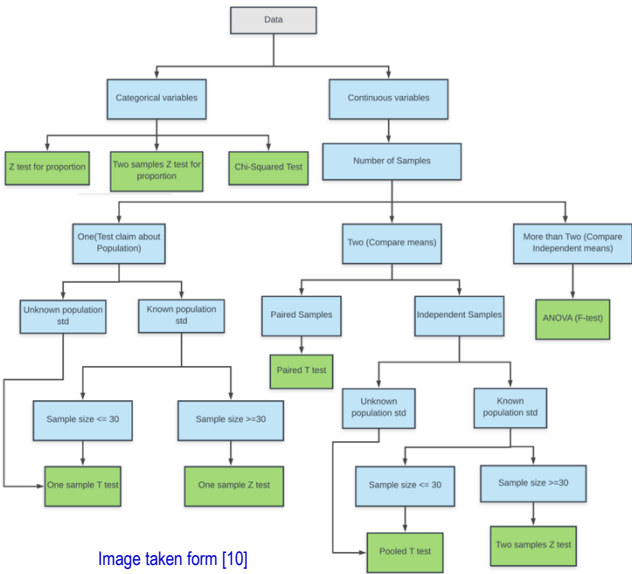 Data
Categorical variables
Continuous variables
Z test for proportion
Two samples Z test for
proportion
Chi-Squared Test
Number of Samples
One(Test claim about
Population)
Two (Compare means)
More than Two (Compare
Independent means)
Unknown population
std
Known population
std
Paired Samples
Independent Samples
ANOVA (F-test)
Paired T test
Unknown
population std
Known
population std
Sample size <= 30
Sample size >=30
One sample T test
One sample Z test
Sample size <= 30
Sample size >=30
Pooled T test
Two samples Z test
Image taken form [10]